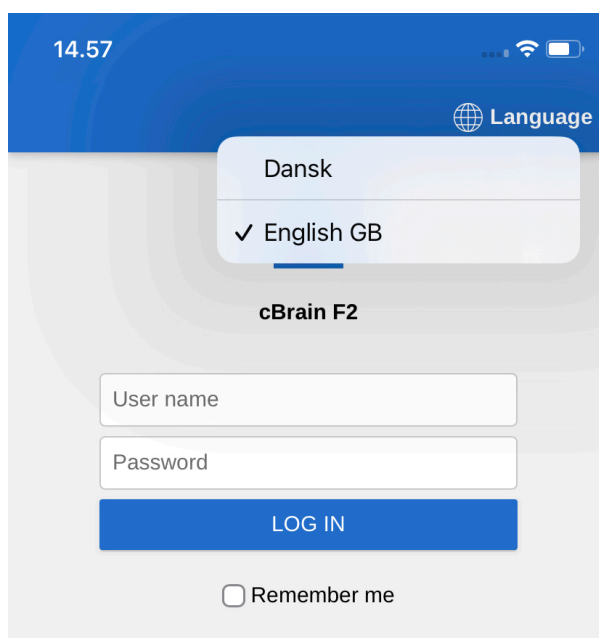 14.57
Language
Dansk
✓ English GB
cBrain F2
User name
Password
LOG IN
Remember me